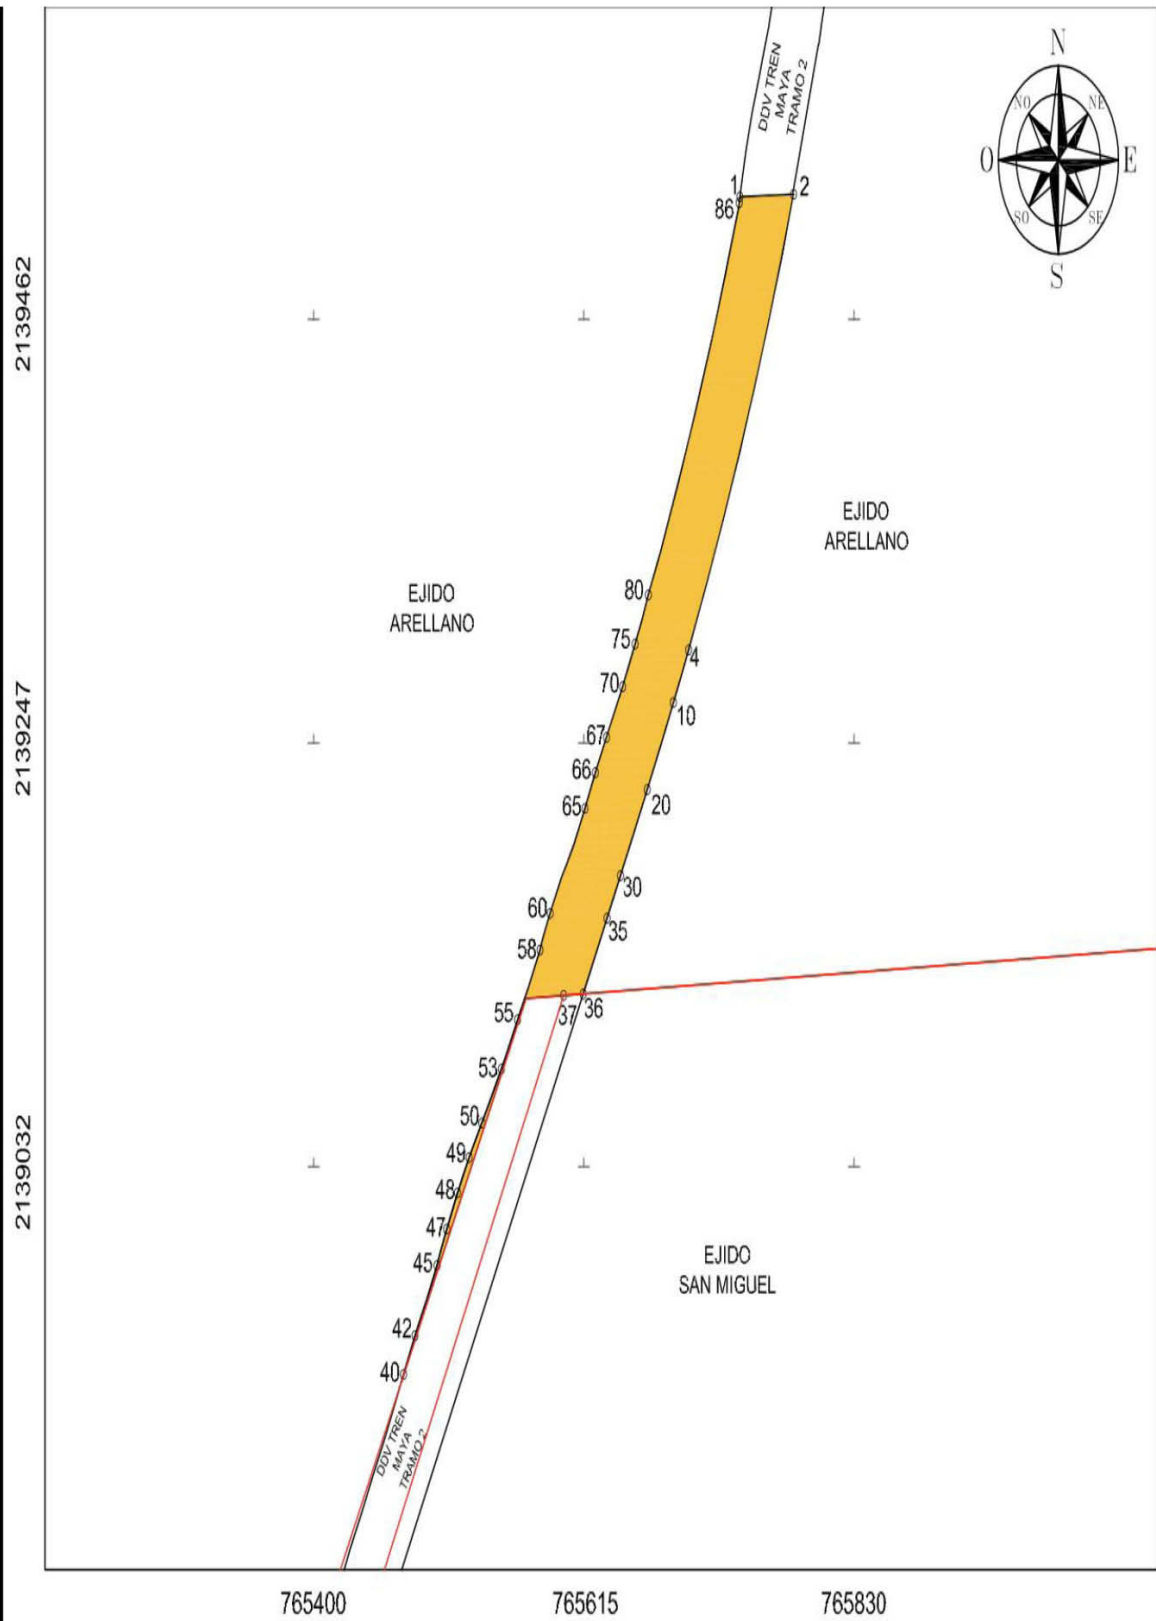 DDV TREN
MAYA
TRAMO 2
N
NO
NE
O
E
SO
SE
S
1
2
86
2139462
EJIDO
ARELLANO
EJIDO
ARELLANO
80
75
4
70
10
2139247
67
66
20
65
30
60
35
58
37
36
55
53
50
49
2139032
48
47
45
EJIDO
SAN MIGUEL
42
40
DDV TREN
MAYA
TRAMO 2
765400
765615
765830